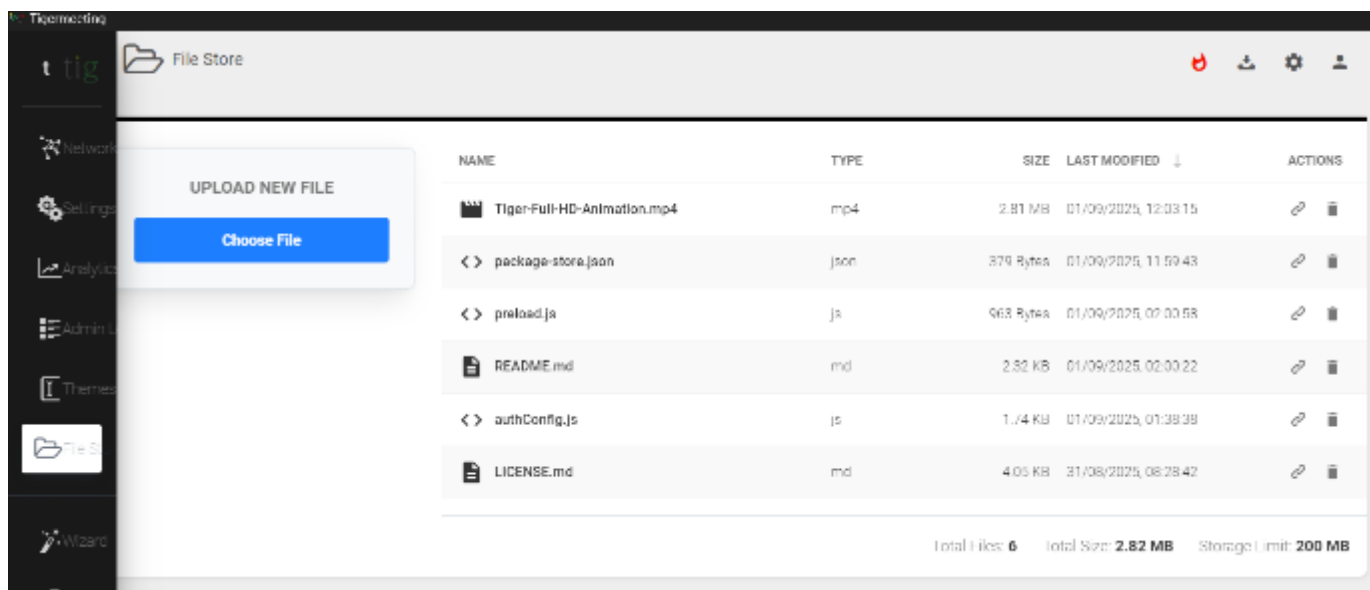 Tigermeeting
t tig
File Store
Network
Settings
Analytics
Admin L
Themes
File St
Wizard
UPLOAD NEW FILE
Choose File
NAME TYPE SIZE LAST MODIFIED ↓ ACTIONS
Tiger-Full-HD-Animation.mp4 mp4 2.81 MB 01/09/2025, 12:03:15
package-store.json json 379 Bytes 01/09/2025, 11:59:43
preload.js js 963 Bytes 01/09/2025, 02:00:58
README.md md 2.32 KB 01/09/2025, 02:00:22
authConfig.js js 1.74 KB 01/09/2025, 01:38:38
LICENSE.md md 4.05 KB 31/08/2025, 08:28:42
Total Files: 6 Total Size: 2.82 MB Storage Limit: 200 MB